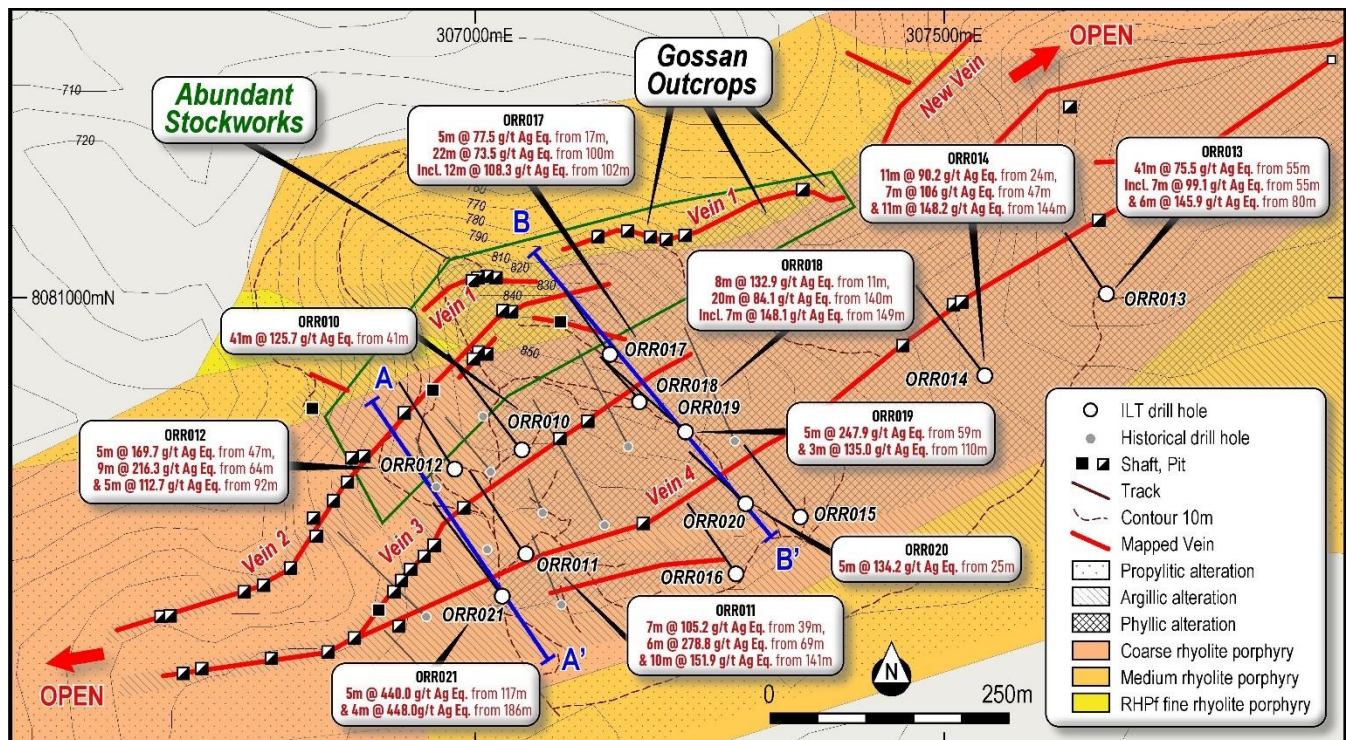 307000mE
307500mE
OPEN
Gossan
Outcrops
New Vein
710
720
Abundant
Stockworks
ORR017
5m @ 77.5 g/t Ag Eq. from 17m,
22m @ 73.5 g/t Ag Eq. from 100m
Incl. 12m @ 108.3 g/t Ag Eq. from 102m
ORR014
11m @ 90.2 g/t Ag Eq. from 24m,
7m @ 106 g/t Ag Eq. from 47m
& 11m @ 148.2 g/t Ag Eq. from 144m
ORR013
41m @ 75.5 g/t Ag Eq. from 55m
Incl. 7m @ 99.1 g/t Ag Eq. from 55m
& 6m @ 145.9 g/t Ag Eq. from 80m
760
770
780
790
810
820
830
840
850
Vein 1
B
Vein 1
8081000mN
ORR018
8m @ 132.9 g/t Ag Eq. from 11m,
20m @ 84.1 g/t Ag Eq. from 140m
Incl. 7m @ 148.1 g/t Ag Eq. from 149m
ORR013
ORR010
41m @ 125.7 g/t Ag Eq. from 41m
ORR017
ORR014
A
ORR018
ORR019
ORR010
ORR012
5m @ 169.7 g/t Ag Eq. from 47m,
9m @ 216.3 g/t Ag Eq. from 64m
& 5m @ 112.7 g/t Ag Eq. from 92m
ORR012
ORR019
5m @ 247.9 g/t Ag Eq. from 59m
& 3m @ 135.0 g/t Ag Eq. from 110m
Vein 4
Vein 2
Vein 3
ORR020
ORR015
B'
ORR011
ORR016
ORR020
5m @ 134.2 g/t Ag Eq. from 25m
ORR021
ORR011
7m @ 105.2 g/t Ag Eq. from 39m,
6m @ 278.8 g/t Ag Eq. from 69m
& 10m @ 151.9 g/t Ag Eq. from 141m
A'
OPEN
ORR021
5m @ 440.0 g/t Ag Eq. from 117m
& 4m @ 448.0g/t Ag Eq. from 186m
N
0
250m
ILT drill hole
Historical drill hole
Shaft, Pit
Track
Contour 10m
Mapped Vein
Propylitic alteration
Argillic alteration
Phyllic alteration
Coarse rhyolite porphyry
Medium rhyolite porphyry
RHPf fine rhyolite porphyry